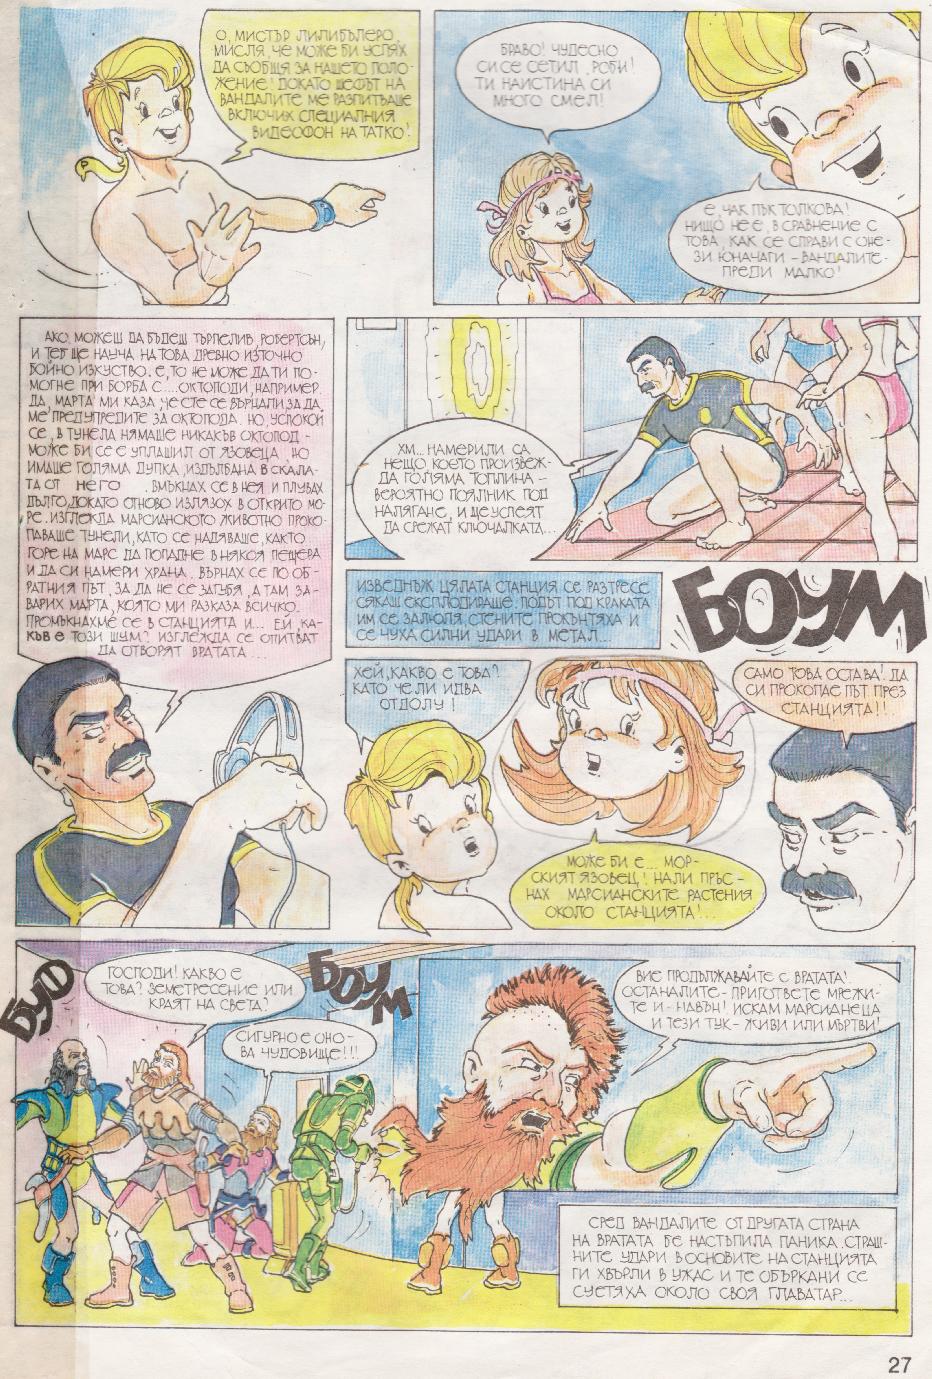 О, МИСТЪР ЛИЛИБЪЛЕРО,
МИСЛЯ, ЧЕ МОЖЕ БИ УСПЯХ
ДА СЪОБЩЯ ЗА НАШЕТО ПОЛО-
ЖЕНИЕ! ДОКАТО ШЕФЪТ НА
ВАНДАЛИТЕ МЕ РАЗПИТВАШЕ
ВКЛЮЧИХ СПЕЦИАЛНИЯ
ВИДЕОФОН НА ТАТКО!
БРАВО! ЧУДЕСНО
СИ СЕ СЕТИЛ, РОБИ!
ТИ НАИСТИНА СИ
МНОГО СМЕЛ!
Е, ЧАК ПЪК ТОЛКОВА!
НИЩО НЕ Е, В СРАВНЕНИЕ С
ТОВА, КАК СЕ СПРАВИ С ОНЕ-
ЗИ ЮНАЧАГИ - ВАНДАЛИТЕ-
ПРЕДИ МАЛКО!
АКО МОЖЕШ ДА БЪДЕШ ТЪРПЕЛИВ, РОБЕРТСЪН,
И ТЕБ ЩЕ НАУЧА НА ТОВА ДРЕВНО ИЗТОЧНО
БОЙНО ИЗКУСТВО. Е, ТО НЕ МОЖЕ ДА ТИ ПО-
МОГНЕ ПРИ БОРБА С.... ОКТОПОДИ, НАПРИМЕР.
ДА, МАРТА МИ КАЗА, ЧЕ СТЕ СЕ ВЪРНАЛИ ЗА ДА
МЕ ПРЕДУПРЕДИТЕ ЗА ОКТОПОДА. НО, УСПОКОЙ
СЕ, В ТУНЕЛА НЯМАШЕ НИКАКЪВ ОКТОПОД -
МОЖЕ БИ СЕ Е УПЛАШИЛ ОТ ЯЗОВЕЦА. НО
ИМАШЕ ГОЛЯМА ДУПКА, ИЗДЪЛБАНА В СКАЛА-
ТА ОТ НЕГО. ВМЪКНАХ СЕ В НЕЯ И ПЛУВАХ
ДЪЛГО, ДОКАТО ОТНОВО ИЗЛЯЗОХ В ОТКРИТО МО-
РЕ. ИЗГЛЕЖДА МАРСИАНСКОТО ЖИВОТНО ПРОКО-
ПАВАШЕ ТУНЕЛИ, КАТО СЕ НАДЯВАШЕ, КАКТО
ГОРЕ НА МАРС ДА ПОПАДНЕ В НЯКОЯ ПЕЩЕРА
И ДА СИ НАМЕРИ ХРАНА. ВЪРНАХ СЕ ПО ОБ-
РАТНИЯ ПЪТ, ЗА ДА НЕ СЕ ЗАГУБЯ, А ТАМ ЗА-
ВАРИХ МАРТА, КОЯТО МИ РАЗКАЗА ВСИЧКО.
ПРОМЪКНАХМЕ СЕ В СТАНЦИЯТА И... ЕЙ, КА-
КЪВ Е ТОЗИ ШУМ? ИЗГЛЕЖДА СЕ ОПИТВАТ
ДА ОТВОРЯТ ВРАТАТА...
ХМ... НАМЕРИЛИ СА
НЕЩО КОЕТО ПРОИЗВЕЖ-
ДА ГОЛЯМА ТОПЛИНА -
ВЕРОЯТНО ПОЯЛНИК ПОД
НАЛЯГАНЕ, И ЩЕ УСПЕЯТ
ДА СРЕЖАТ КЛЮЧАЛКАТА...
ИЗВЕДНЪЖ ЦЯЛАТА СТАНЦИЯ СЕ РАЗТРЕСЕ
СЯКАШ ЕКСПЛОДИРАШЕ. ПОДЪТ ПОД КРАКАТА
ИМ СЕ ЗАЛЮЛЯ, СТЕНИТЕ ПРОКЪНТЯХА И
СЕ ЧУХА СИЛНИ УДАРИ В МЕТАЛ...
БОУМ
ХЕЙ, КАКВО Е ТОВА?
КАТО ЧЕ ЛИ ИДВА
ОТДОЛУ!
МОЖЕ БИ Е... МОР-
СКИЯТ ЯЗОВЕЦ! НАЛИ ПРЪС-
НАХ МАРСИАНСКИТЕ РАСТЕНИЯ
ОКОЛО СТАНЦИЯТА!...
САМО ТОВА ОСТАВА! ДА
СИ ПРОКОПАЕ ПЪТ ПРЕЗ
СТАНЦИЯТА!!..
БУФ
ГОСПОДИ! КАКВО Е
ТОВА? ЗЕМЕТРЕСЕНИЕ ИЛИ
КРАЯТ НА СВЕТА?
БОУМ
СИГУРНО Е ОНО-
ВА ЧУДОВИЩЕ!!!
ВИЕ ПРОДЪЛЖАВАЙТЕ С ВРАТАТА!
ОСТАНАЛИТЕ - ПРИГОТВЕТЕ МРЕЖИ-
ТЕ И - НАВЪН! ИСКАМ МАРСИАНЕЦА
И ТЕЗИ ТУК - ЖИВИ ИЛИ МЪРТВИ!
СРЕД ВАНДАЛИТЕ ОТ ДРУГАТА СТРАНА
НА ВРАТАТА БЕ НАСТЪПИЛА ПАНИКА. СТРАШ-
НИТЕ УДАРИ В ОСНОВИТЕ НА СТАНЦИЯТА
ГИ ХВЪРЛИ В УЖАС И ТЕ ОБЪРКАНИ СЕ
СУЕТЯХА ОКОЛО СВОЯ ГЛАВАТАР...
27